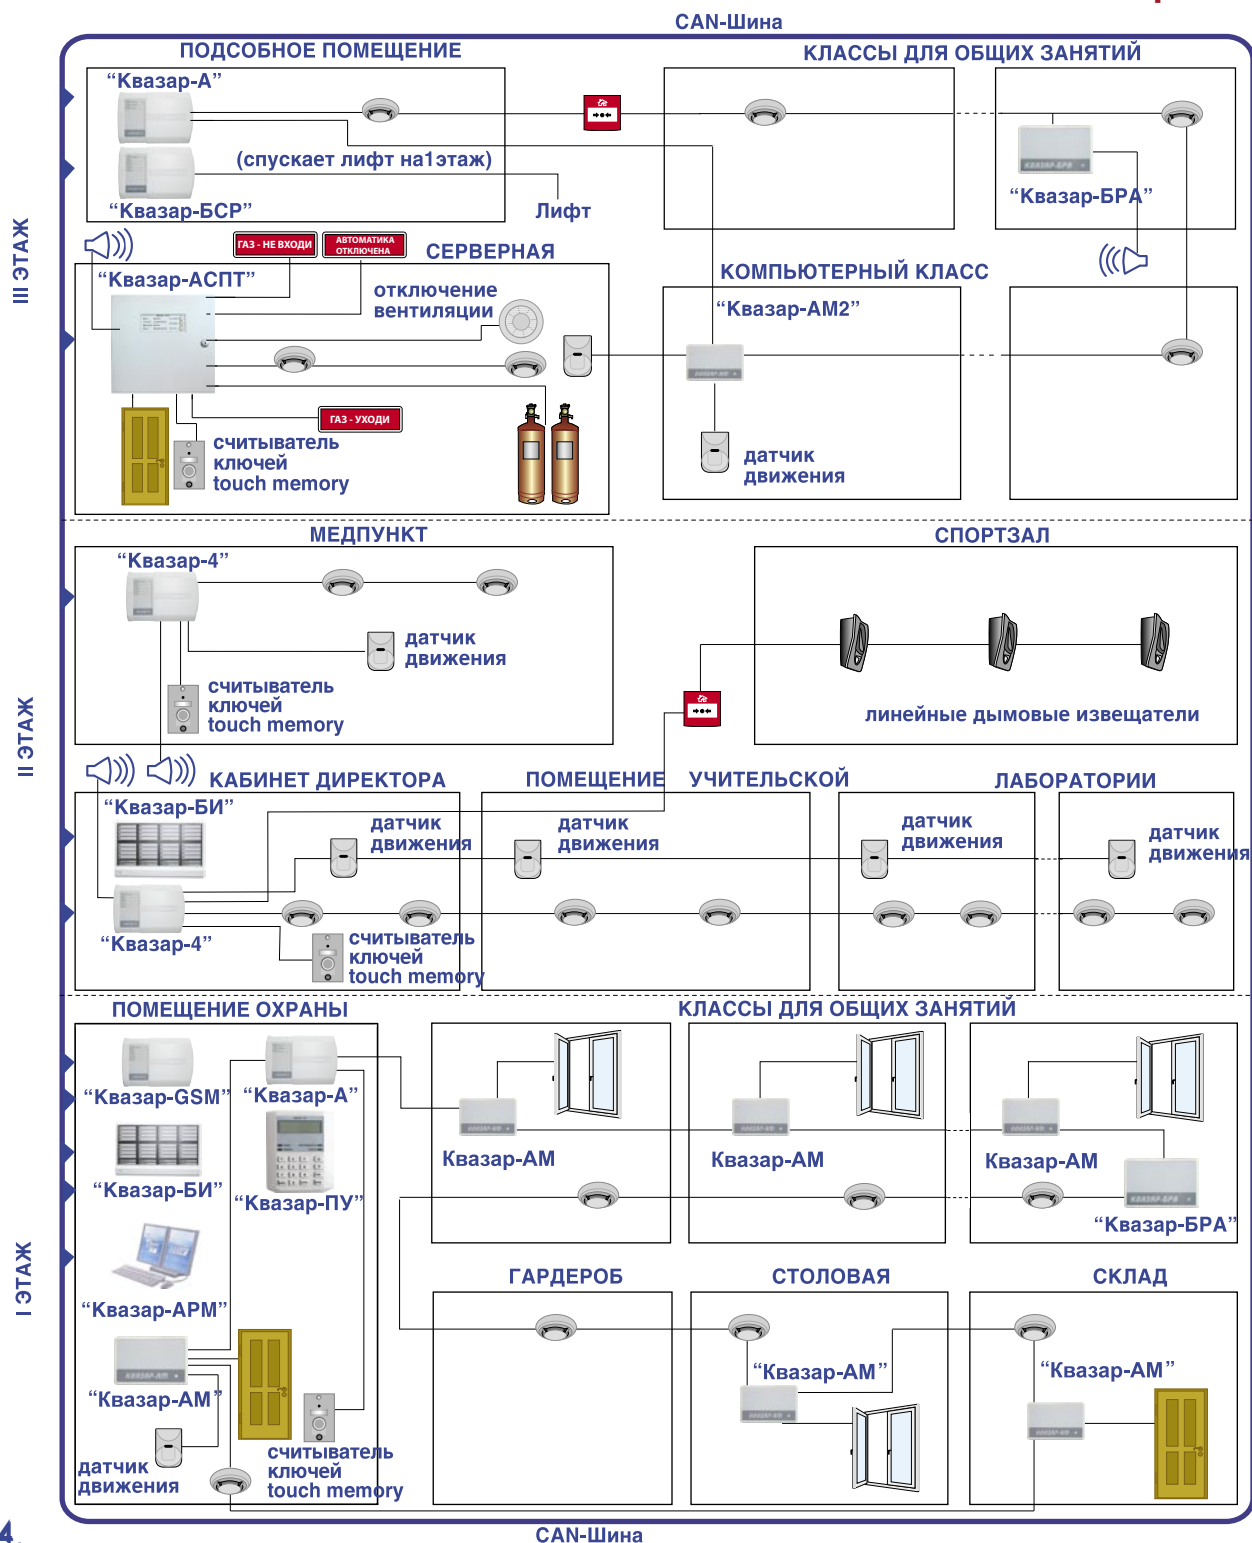 CAN-Шина
ПОДСОБНОЕ ПОМЕЩЕНИЕ
КЛАССЫ ДЛЯ ОБЩИХ ЗАНЯТИЙ
“Квазар-А”
(спускает лифт на1этаж)
“Квазар-БСР”
Лифт
КВАЗАР-БРА
“Квазар-БРА”
III ЭТАЖ
ГАЗ - НЕ ВХОДИ
АВТОМАТИКА
ОТКЛЮЧЕНА
СЕРВЕРНАЯ
“Квазар-АСПТ”
отключение
вентиляции
КОМПЬЮТЕРНЫЙ КЛАСС
“Квазар-АМ2”
ГАЗ - УХОДИ
считыватель
ключей
touch memory
датчик
движения
МЕДПУНКТ
СПОРТЗАЛ
“Квазар-4”
датчик
движения
считыватель
ключей
touch memory
линейные дымовые извещатели
II ЭТАЖ
КАБИНЕТ ДИРЕКТОРА
ПОМЕЩЕНИЕ УЧИТЕЛЬСКОЙ
ЛАБОРАТОРИИ
“Квазар-БИ”
датчик
движения
датчик
движения
датчик
движения
датчик
движения
“Квазар-4”
считыватель
ключей
touch memory
ПОМЕЩЕНИЕ ОХРАНЫ
КЛАССЫ ДЛЯ ОБЩИХ ЗАНЯТИЙ
“Квазар-GSM”
“Квазар-А”
Квазар-АМ
Квазар-АМ
Квазар-АМ
“Квазар-БИ”
“Квазар-ПУ”
КВАЗАР-БРА
“Квазар-БРА”
I ЭТАЖ
ГАРДЕРОБ
СТОЛОВАЯ
СКЛАД
“Квазар-АРМ”
КВАЗАР-АМ
“Квазар-АМ”
“Квазар-АМ”
“Квазар-АМ”
датчик
движения
считыватель
ключей
touch memory
CAN-Шина